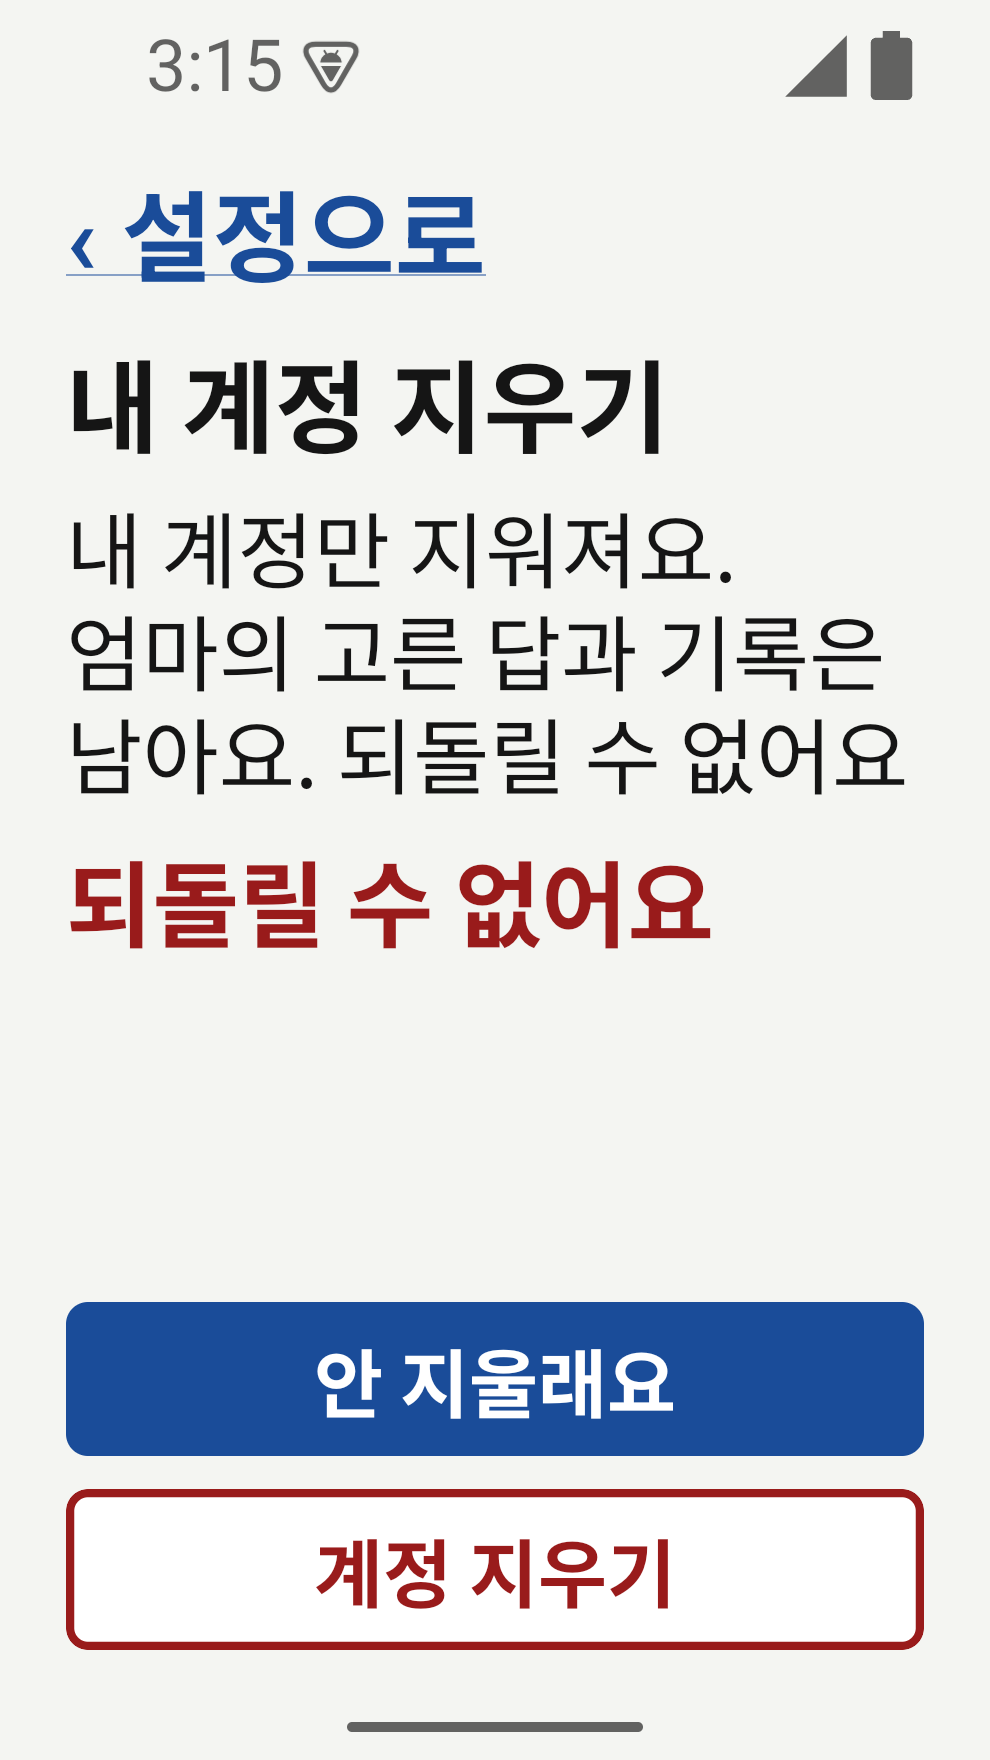 3:15
‹ 설정으로
내 계정 지우기
내 계정만 지워져요.
엄마의 고른 답과 기록은
남아요. 되돌릴 수 없어요
되돌릴 수 없어요
안 지울래요
계정 지우기